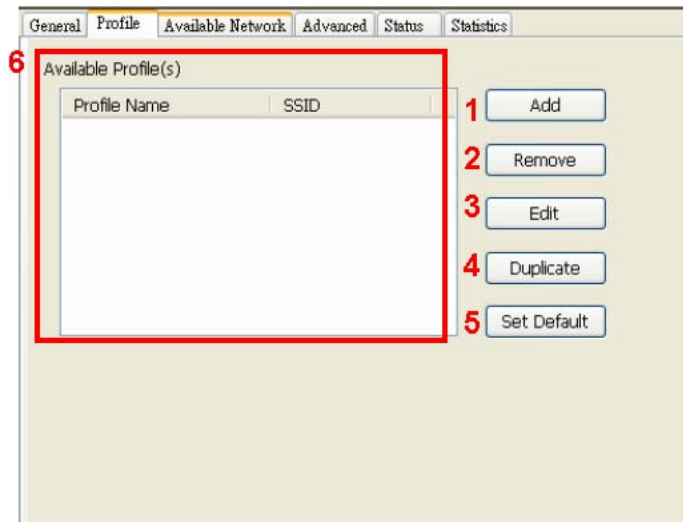 General Profile Available Network Advanced Status Statistics
6
Available Profile(s)
Profile Name SSID
1 Add
2 Remove
3 Edit
4 Duplicate
5 Set Default